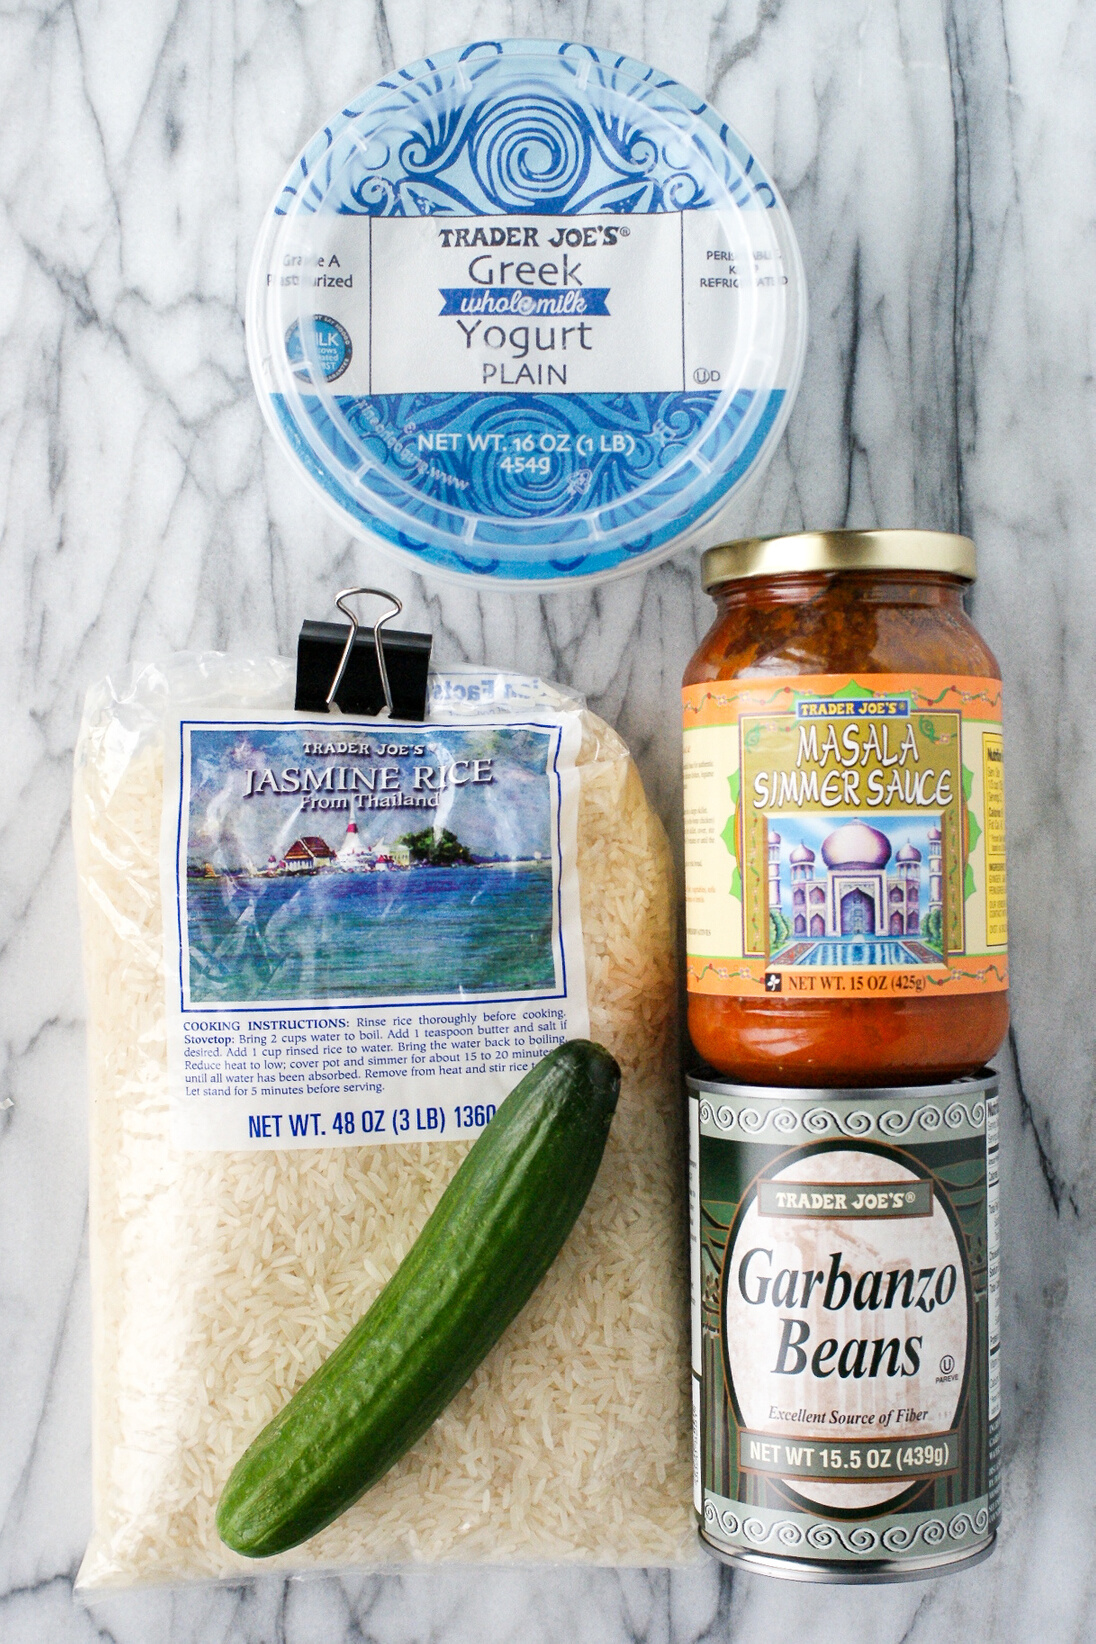 TRADER JOE'S®
Greek
whole milk
Yogurt
PLAIN
Grade A
Pasteurized
PERISHABLE
KEEP
REFRIGERATED
UD
NET WT. 16 OZ (1 LB)
454g
TRADER JOE'S
JASMINE RICE
From Thailand
COOKING INSTRUCTIONS: Rinse rice thoroughly before cooking.
Stovetop: Bring 2 cups water to boil. Add 1 teaspoon butter and salt if
desired. Add 1 cup rinsed rice to water. Bring the water back to boiling.
Reduce heat to low; cover pot and simmer for about 15 to 20 minutes
until all water has been absorbed. Remove from heat and stir rice
Let stand for 5 minutes before serving.
NET WT. 48 OZ (3 LB) 1360
TRADER JOE'S®
MASALA
SIMMER SAUCE
NET WT. 15 OZ (425g)
TRADER JOE'S®
Garbanzo
Beans
U
PAREVE
Excellent Source of Fiber
NET WT 15.5 OZ (439g)